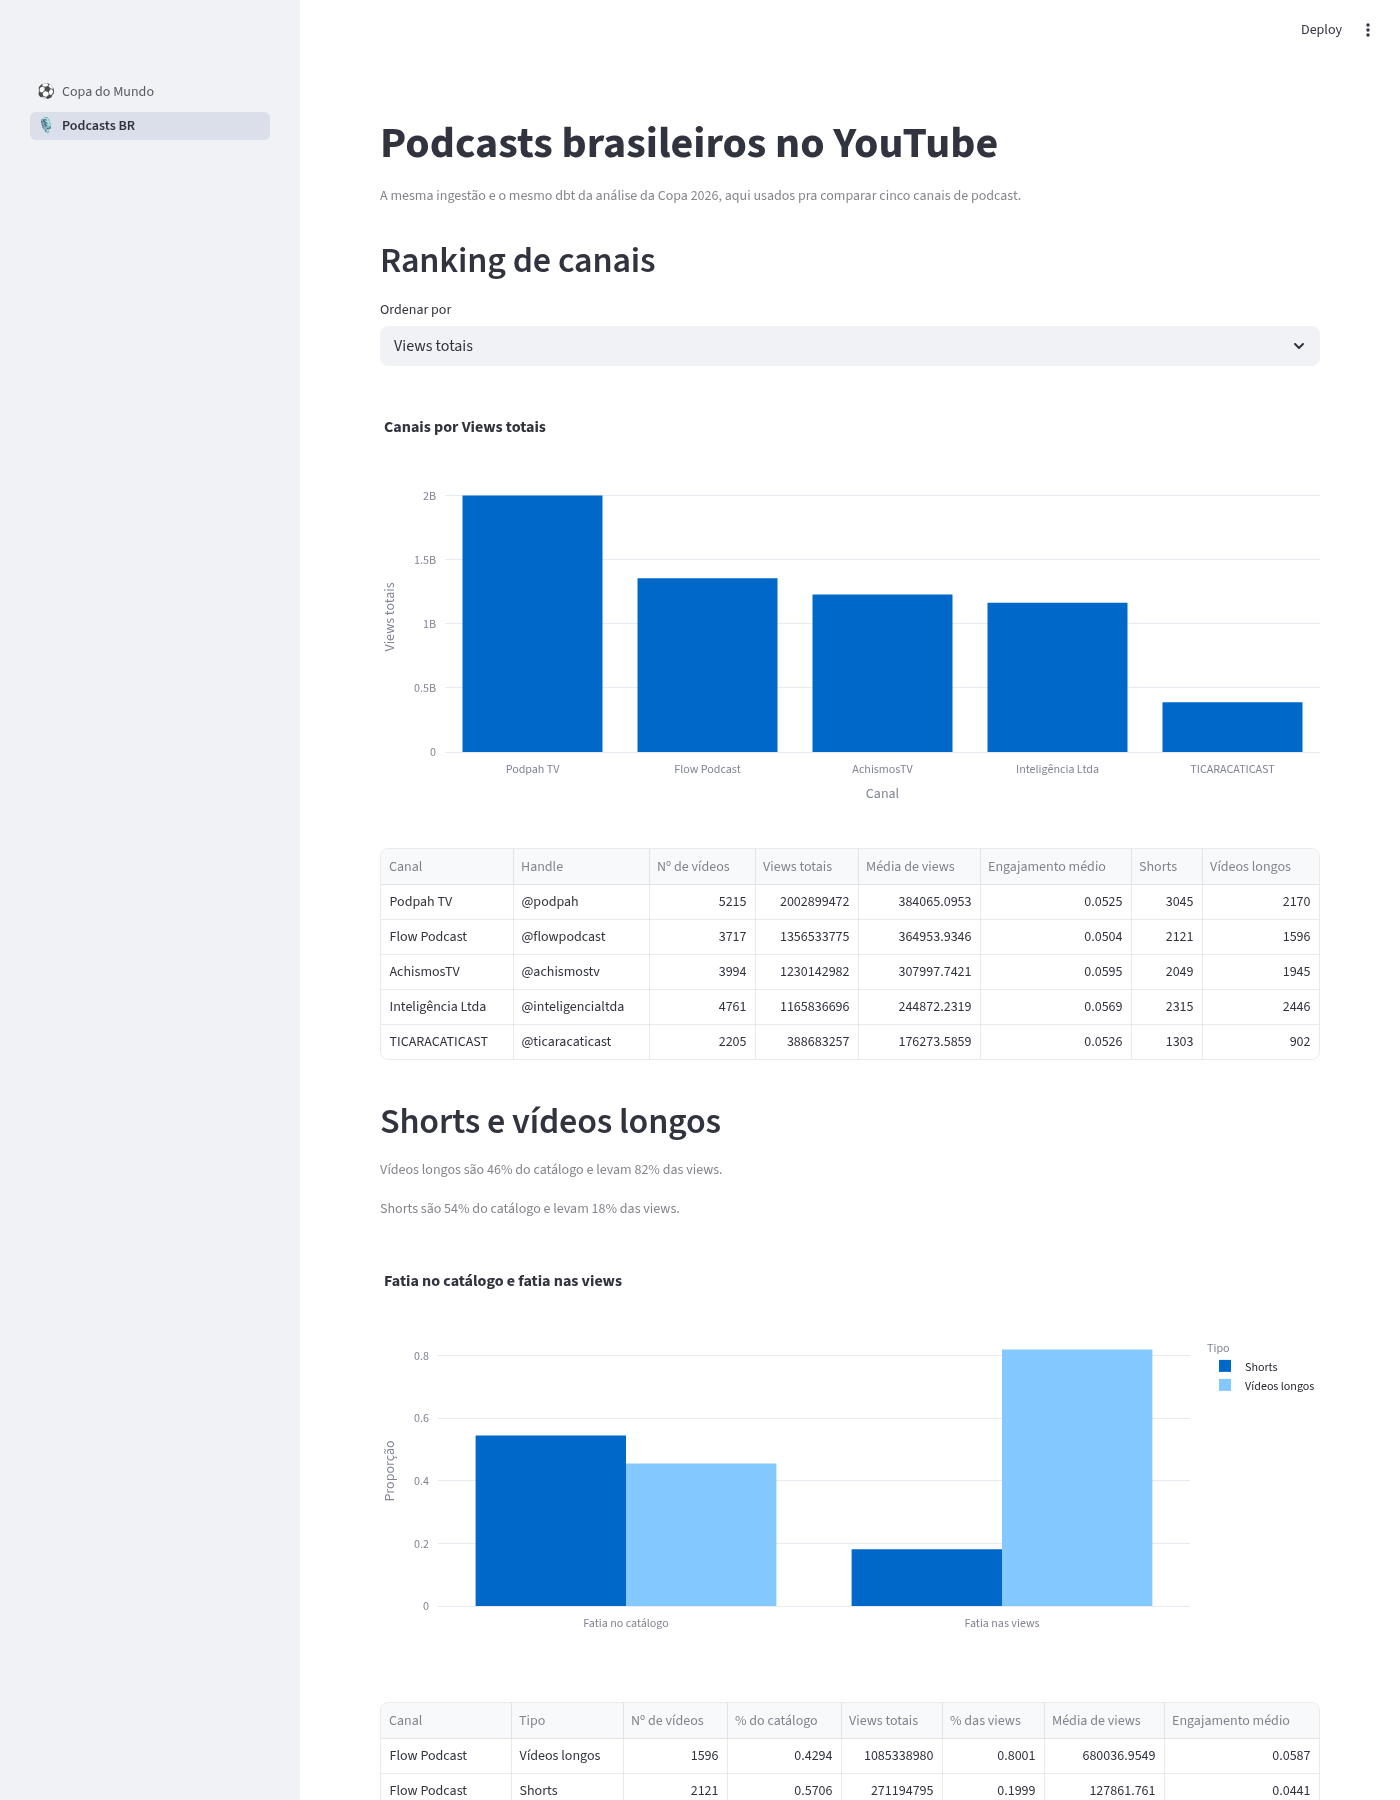 Deploy
Copa do Mundo
Podcasts BR
Podcasts brasileiros no YouTube
A mesma ingestão e o mesmo dbt da análise da Copa 2026, aqui usados pra comparar cinco canais de podcast.
Ranking de canais
Ordenar por
Views totais
Canais por Views totais
2B
1.5B
1B
0.5B
0
Views totais
Podpah TV Flow Podcast AchismosTV Inteligência Ltda TICARACATICAST
Canal
Canal Handle Nº de vídeos Views totais Média de views Engajamento médio Shorts Vídeos longos
Podpah TV @podpah 5215 2002899472 384065.0953 0.0525 3045 2170
Flow Podcast @flowpodcast 3717 1356533775 364953.9346 0.0504 2121 1596
AchismosTV @achismostv 3994 1230142982 307997.7421 0.0595 2049 1945
Inteligência Ltda @inteligencialtda 4761 1165836696 244872.2319 0.0569 2315 2446
TICARACATICAST @ticaracaticast 2205 388683257 176273.5859 0.0526 1303 902
Shorts e vídeos longos
Vídeos longos são 46% do catálogo e levam 82% das views.
Shorts são 54% do catálogo e levam 18% das views.
Fatia no catálogo e fatia nas views
0.8
0.6
0.4
0.2
0
Proporção
Fatia no catálogo Fatia nas views
Tipo
Shorts
Vídeos longos
Canal Tipo Nº de vídeos % do catálogo Views totais % das views Média de views Engajamento médio
Flow Podcast Vídeos longos 1596 0.4294 1085338980 0.8001 680036.9549 0.0587
Flow Podcast Shorts 2121 0.5706 271194795 0.1999 127861.761 0.0441